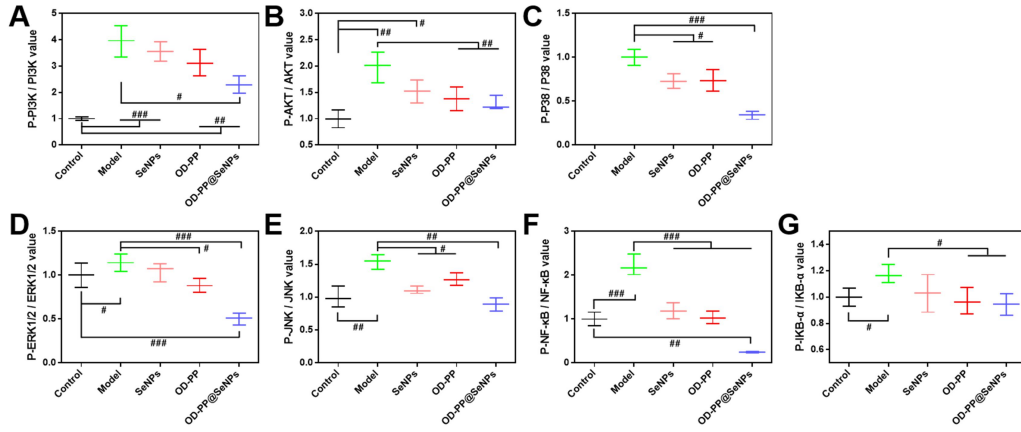 A
P-PI3K / PI3K value
5
4
3
2
1
0
#
###
##
Control
Model
SeNPs
OD-PP
OD-PP@SeNPs
B
P-AKT / AKT value
3.0
2.5
2.0
1.5
1.0
0.5
#
##
##
Control
Model
SeNPs
OD-PP
OD-PP@SeNPs
C
P-P38 / P38 value
1.5
1.0
0.5
0.0
###
#
Control
Model
SeNPs
OD-PP
OD-PP@SeNPs
D
P-ERK1/2 / ERK1/2 value
1.5
1.0
0.5
0.0
###
#
#
###
Control
Model
SeNPs
OD-PP
OD-PP@SeNPs
E
P-JNK / JNK value
2.0
1.5
1.0
0.5
0.0
##
#
##
Control
Model
SeNPs
OD-PP
OD-PP@SeNPs
F
P-NF-κB / NF-κB value
3
2
1
0
###
###
##
Control
Model
SeNPs
OD-PP
OD-PP@SeNPs
G
P-IKB-α / IKB-α value
1.4
1.2
1.0
0.8
0.6
#
#
Control
Model
SeNPs
OD-PP
OD-PP@SeNPs